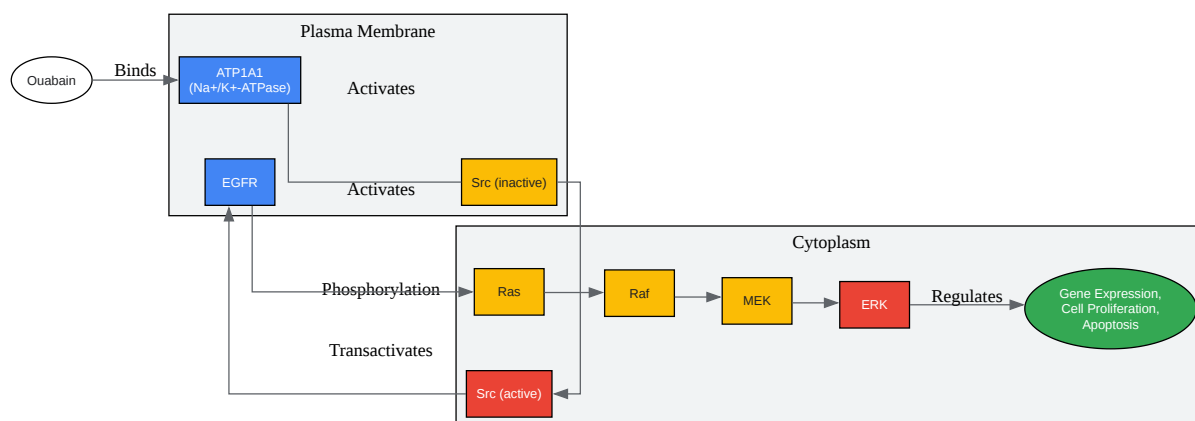 Plasma Membrane
Ouabain
Binds
ATP1A1
(Na+/K+-ATPase)
Activates
EGFR
Activates
Src (inactive)
Cytoplasm
Phosphorylation
Ras
Raf
MEK
ERK
Regulates
Gene Expression,
Cell Proliferation,
Apoptosis
Transactivates
Src (active)